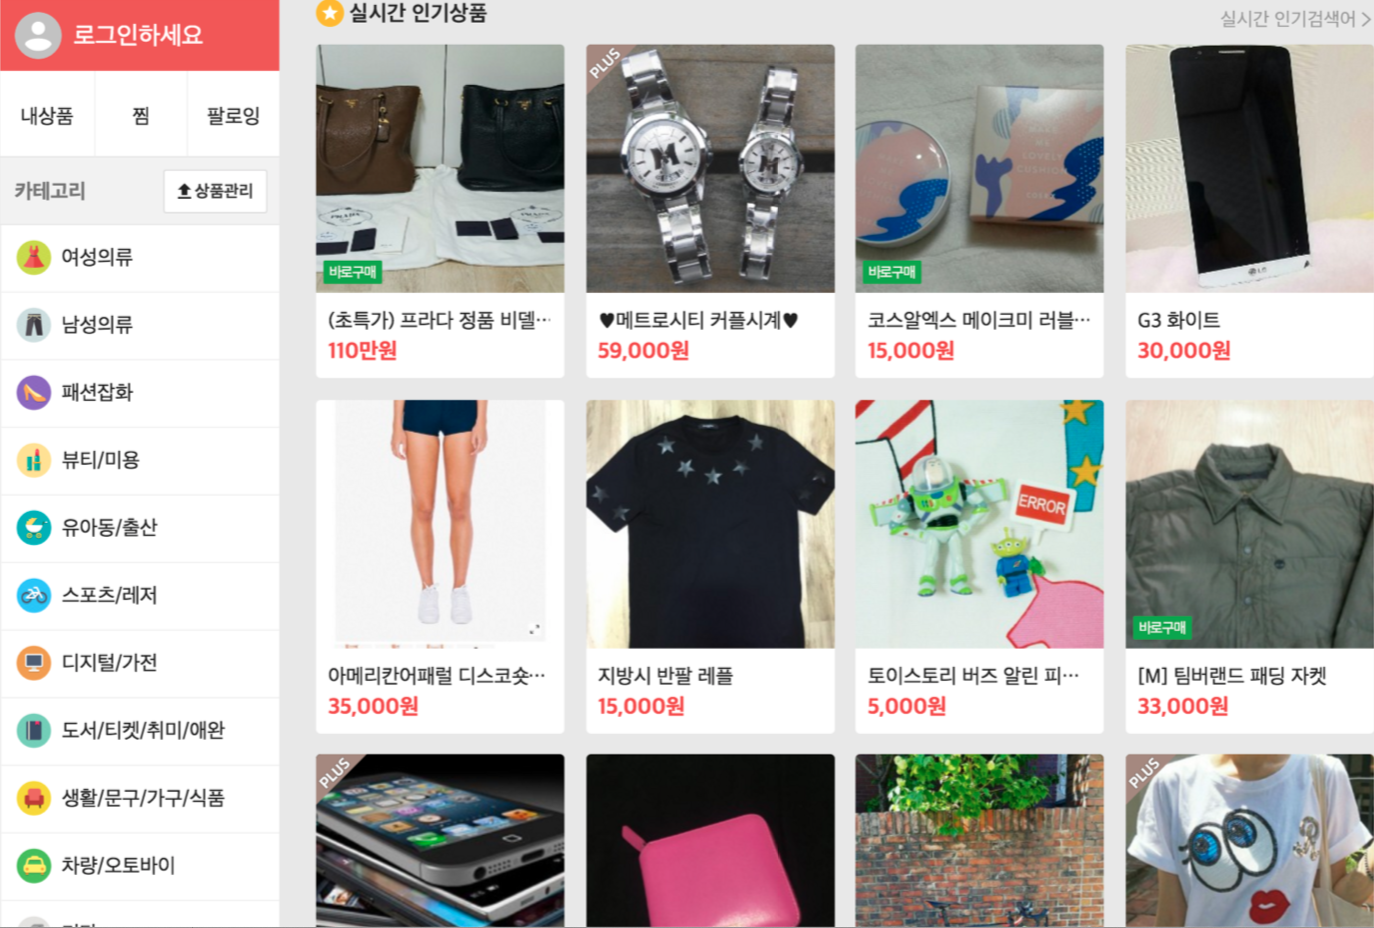 로그인하세요
내상품
찜
팔로잉
카테고리
상품관리
여성의류
남성의류
패션잡화
뷰티/미용
유아동/출산
스포츠/레저
디지털/가전
도서/티켓/취미/애완
생활/문구/가구/식품
차량/오토바이
실시간 인기상품
실시간 인기검색어 >
바로구매
(초특가) 프라다 정품 비델…
110만원
PLUS
M
M
♥메트로시티 커플시계♥
59,000원
MAKE
ME
LOVELY
CUSHION
바로구매
코스알엑스 메이크미 러블…
15,000원
LG
G3 화이트
30,000원
아메리칸어패럴 디스코숏…
35,000원
지방시 반팔 레플
15,000원
ERROR
토이스토리 버즈 알린 피…
5,000원
바로구매
[M] 팀버랜드 패딩 자켓
33,000원
PLUS
PLUS